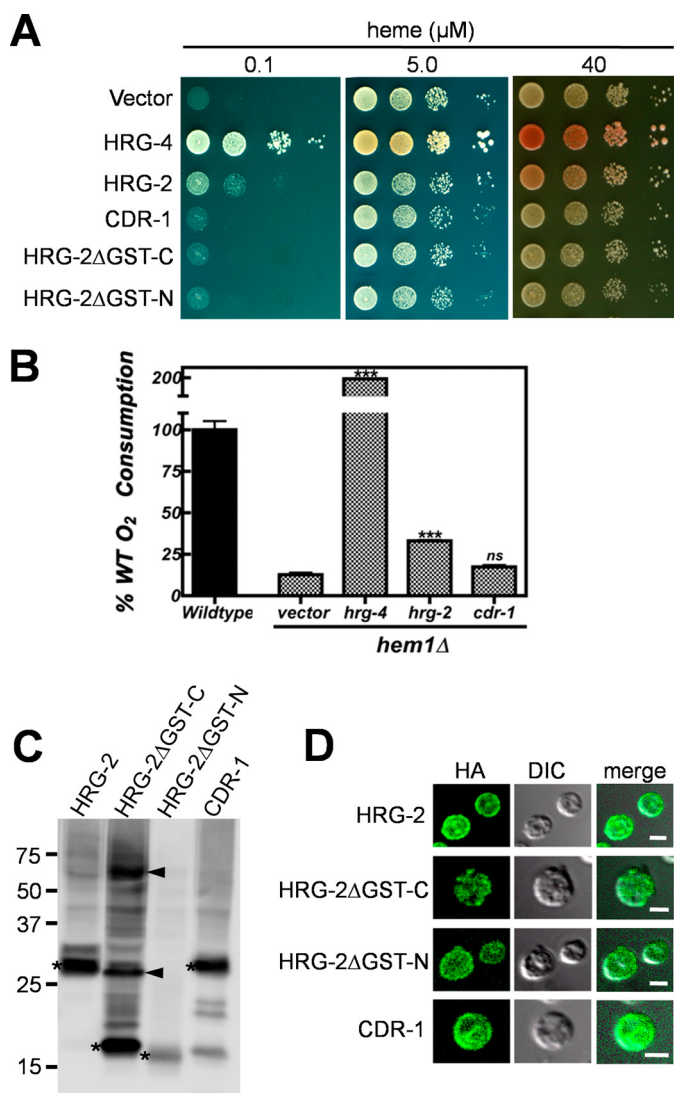 A
heme (µM)
0.1 5.0 40
Vector
HRG-4
HRG-2
CDR-1
HRG-2ΔGST-C
HRG-2ΔGST-N
B
% WT O2 Consumption
200
100
75
50
25
0
***
***
ns
Wildtype vector hrg-4 hrg-2 cdr-1
hem1Δ
C
HRG-2
HRG-2ΔGST-C
HRG-2ΔGST-N
CDR-1
75
50
37
25
15
*
*
*
*
D
HA DIC merge
HRG-2
HRG-2ΔGST-C
HRG-2ΔGST-N
CDR-1